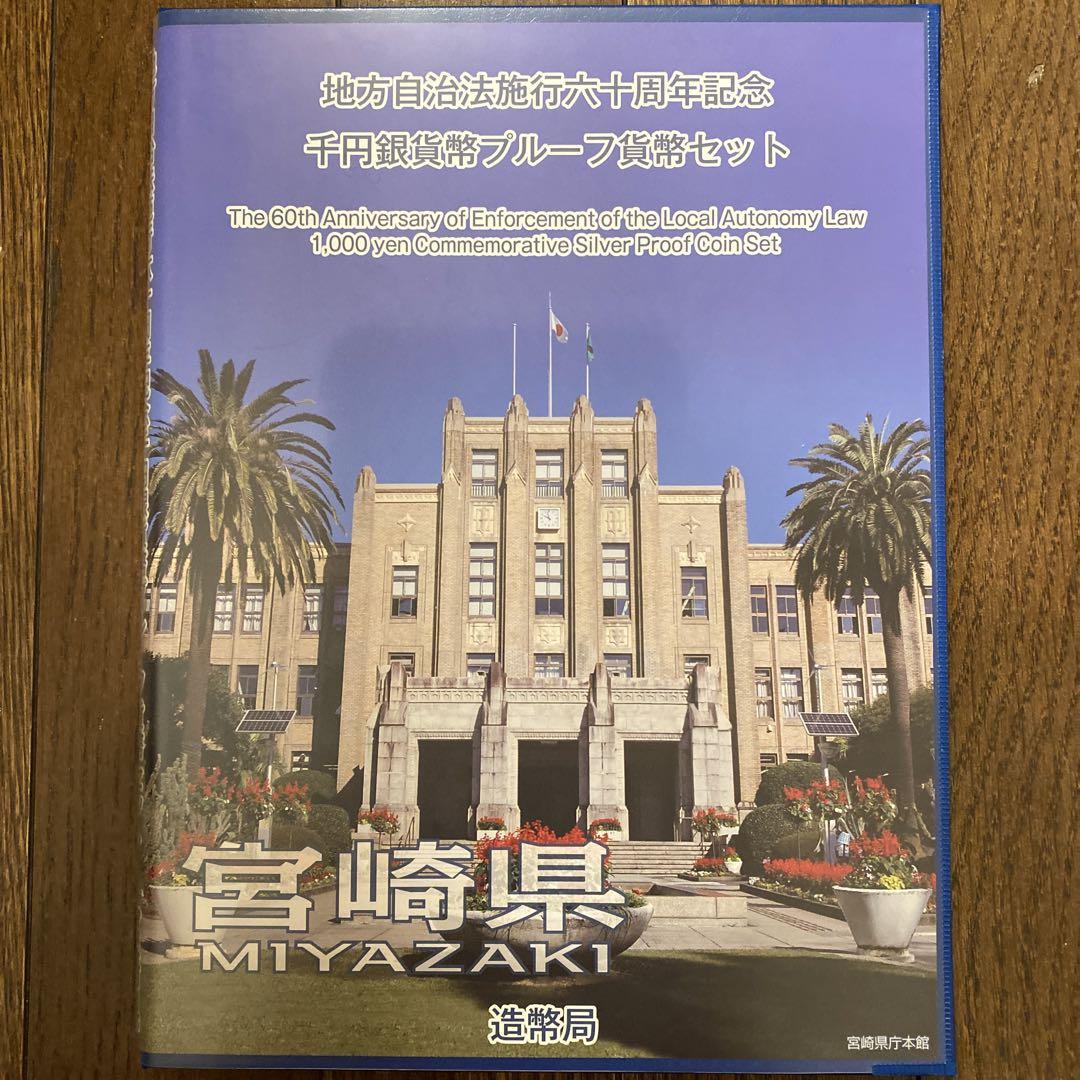 地方自治法施行六十周年記念
千円銀貨幣プルーフ貨幣セット
The 60th Anniversary of Enforcement of the Local Autonomy Law
1,000 yen Commemorative Silver Proof Coin Set
宮崎県
MIYAZAKI
造幣局
宮崎県庁本館